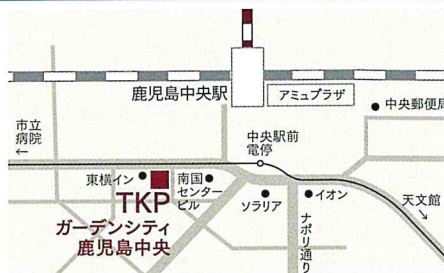 鹿児島中央駅
アミュプラザ
中央郵便局
市立
病院
←
中央駅前
電停
東横イン
南国
センター
ビル
TKP
ガーデンシティ
鹿児島中央
ソラリア
イオン
天文館
↘
ナポリ通り